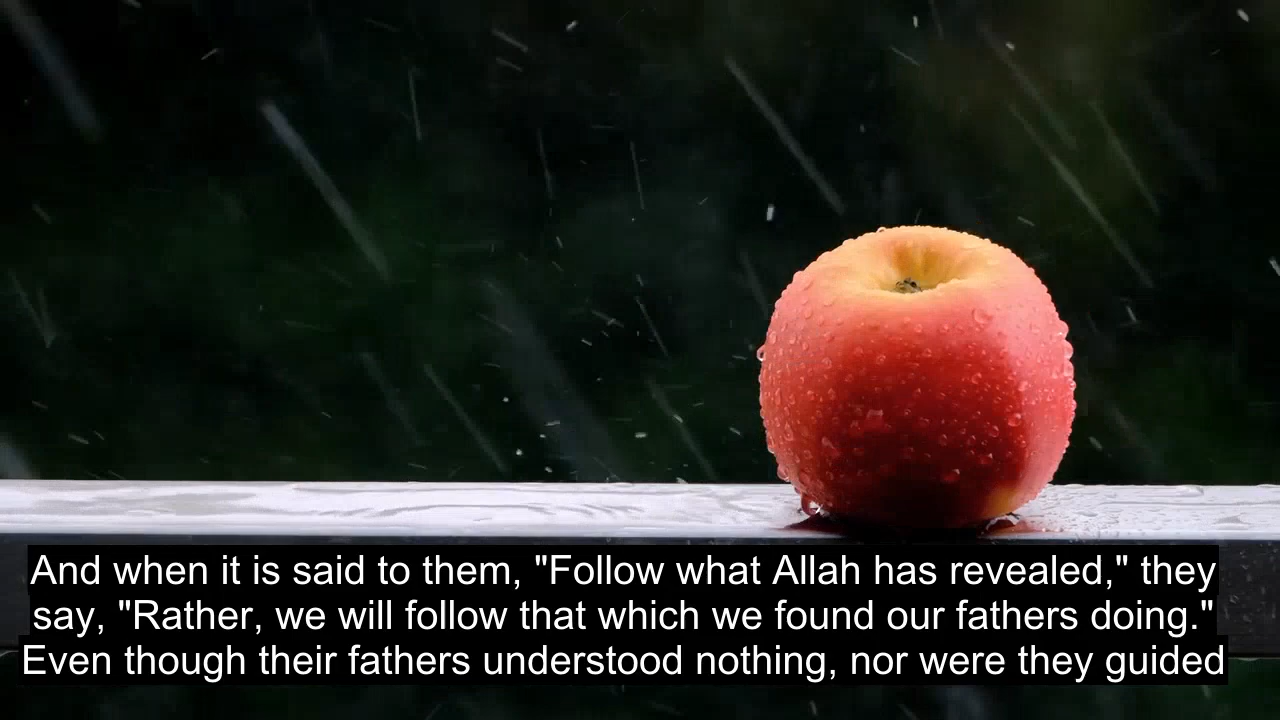 And when it is said to them, "Follow what Allah has revealed," they
say, "Rather, we will follow that which we found our fathers doing."
Even though their fathers understood nothing, nor were they guided